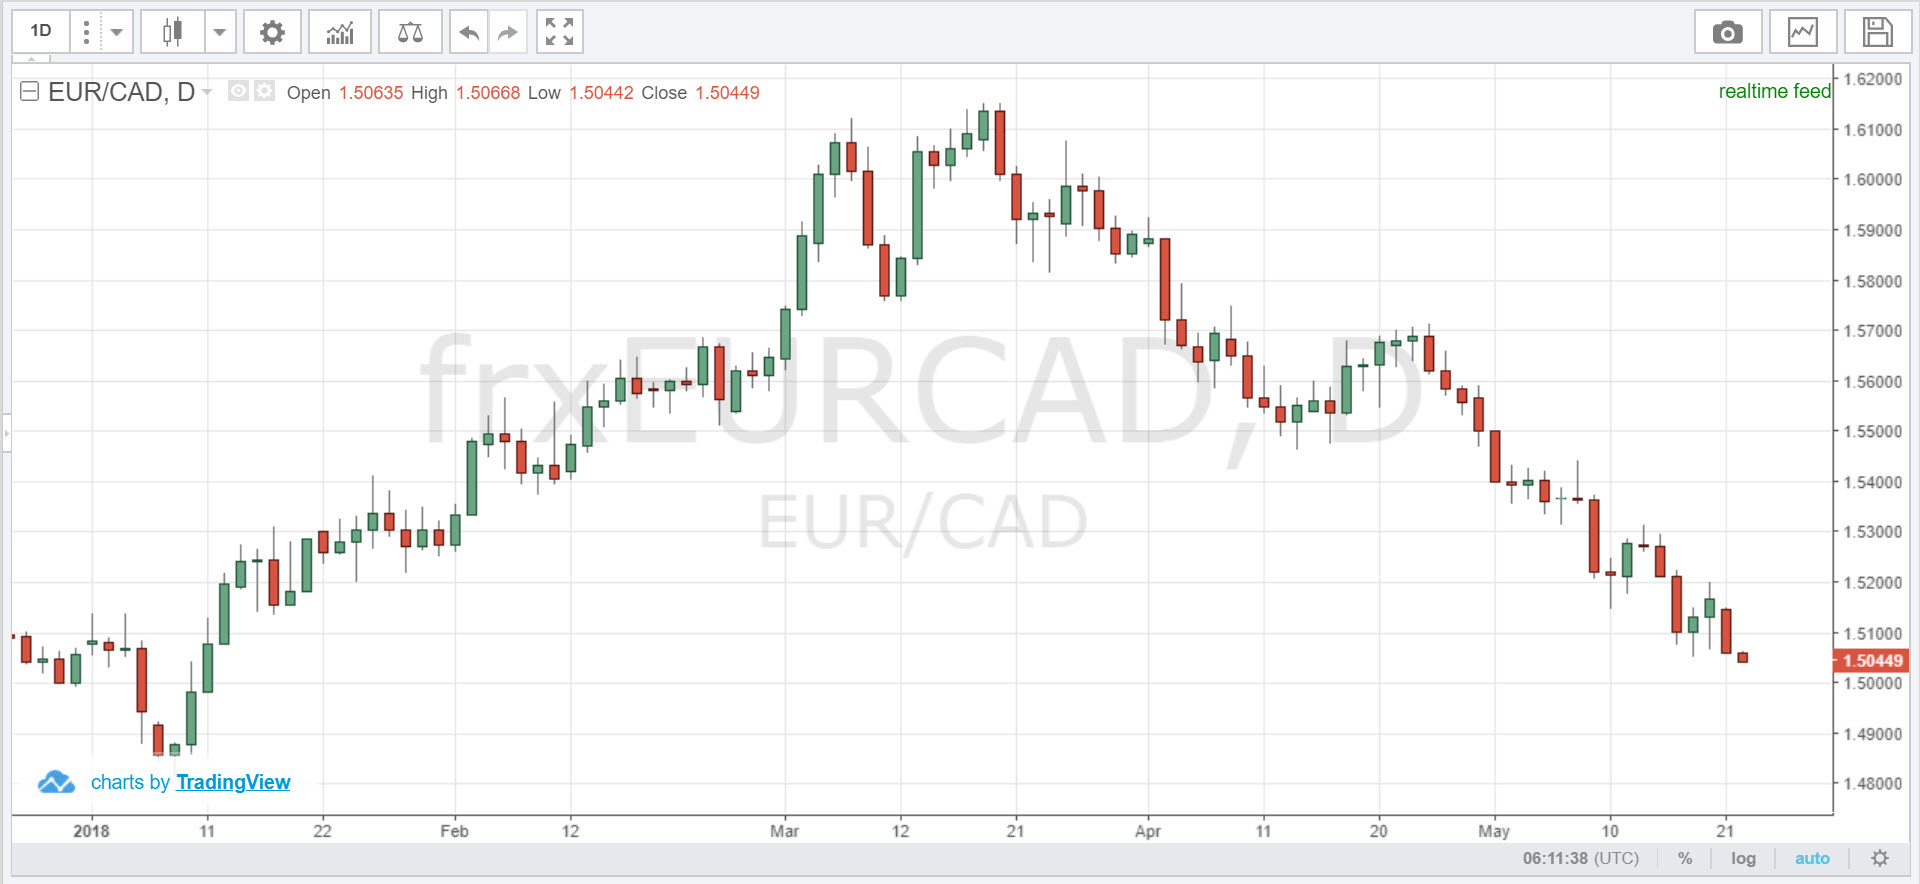 1D
EUR/CAD, D Open 1.50635 High 1.50668 Low 1.50442 Close 1.50449
realtime feed
1.62000
1.61000
1.60000
1.59000
1.58000
1.57000
1.56000
1.55000
1.54000
1.53000
1.52000
1.51000
1.50449
1.50000
1.49000
1.48000
frxEURCAD, D
EUR/CAD
charts by TradingView
2018 11 22 Feb 12 Mar 12 21 Apr 11 20 May 10 21
06:11:38 (UTC) % log auto